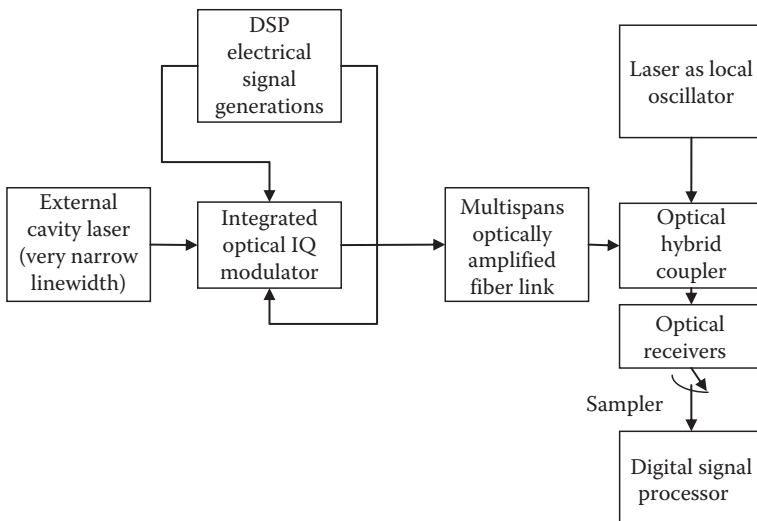 DSP
electrical
signal
generations
Laser as local
oscillator
External
cavity laser
(very narrow
linewidth)
Integrated
optical IQ
modulator
Multispans
optically
amplified
fiber link
Optical
hybrid
coupler
Optical
receivers
Sampler
Digital signal
processor